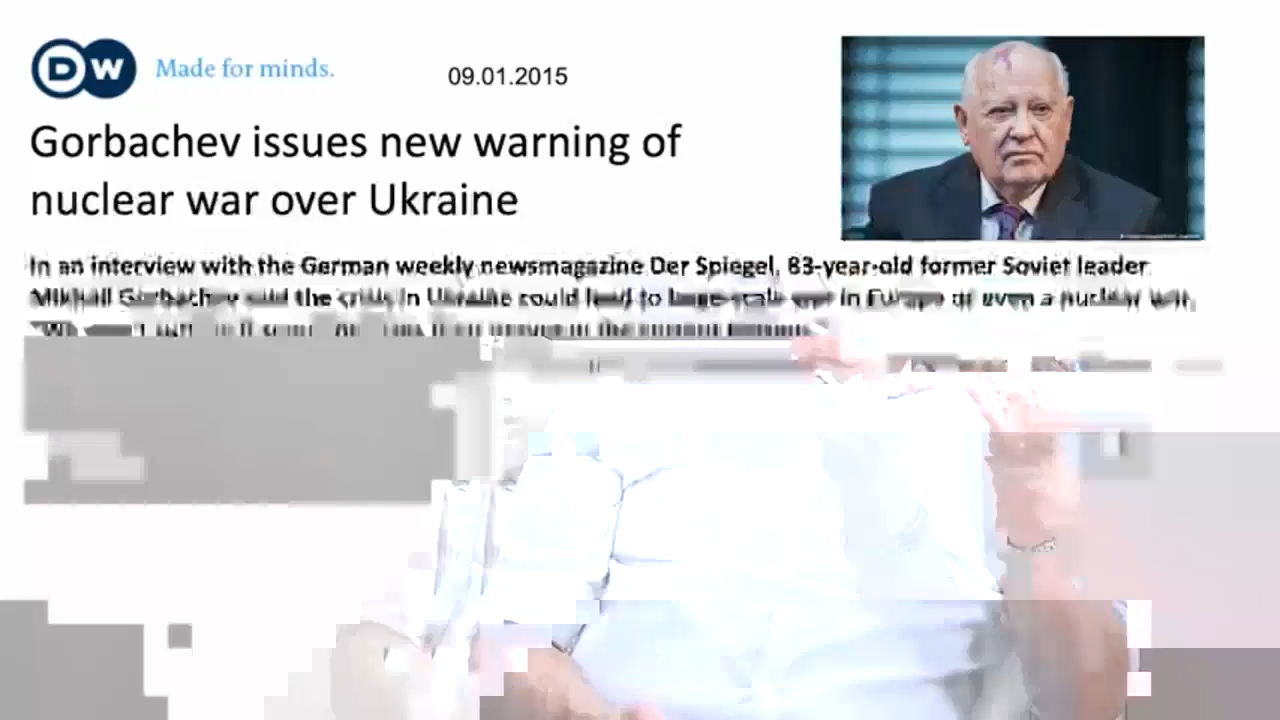 DW Made for minds.
09.01.2015
Gorbachev issues new warning of
nuclear war over Ukraine
In an interview with the German weekly newsmagazine Der Spiegel, 83-year-old former Soviet leader
Mikhail Gorbachev said the crisis in Ukraine could lead to large-scale war in Europe or even a nuclear war.